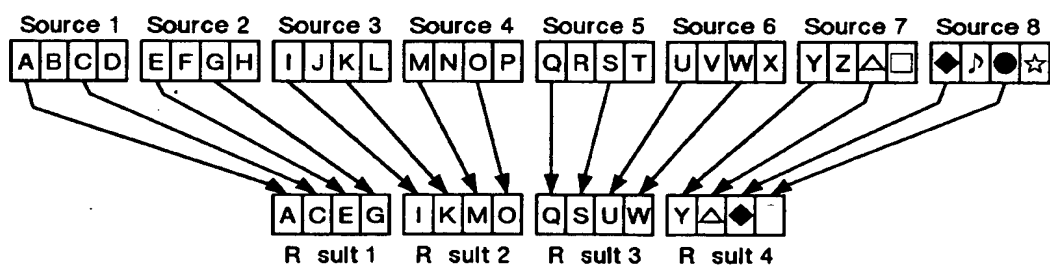 Source 1 Source 2 Source 3 Source 4 Source 5 Source 6 Source 7 Source 8
A B C D E F G H I J K L M N O P Q R S T U V W X Y Z △ □ ◆ ♪ ● ☆
A C E G I K M O Q S U W Y △ ◆
R sult 1 R sult 2 R sult 3 R sult 4